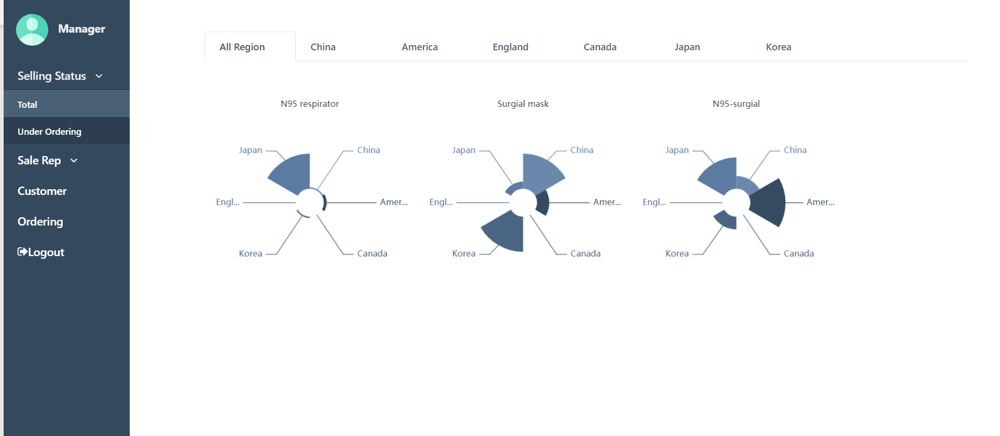 Manager
Selling Status
Total
Under Ordering
Sale Rep
Customer
Ordering
Logout
All Region China America England Canada Japan Korea
N95 respirator
Japan China
Engl... Amer...
Korea Canada
Surgial mask
Japan China
Engl... Amer...
Korea Canada
N95-surgial
Japan China
Engl... Amer...
Korea Canada